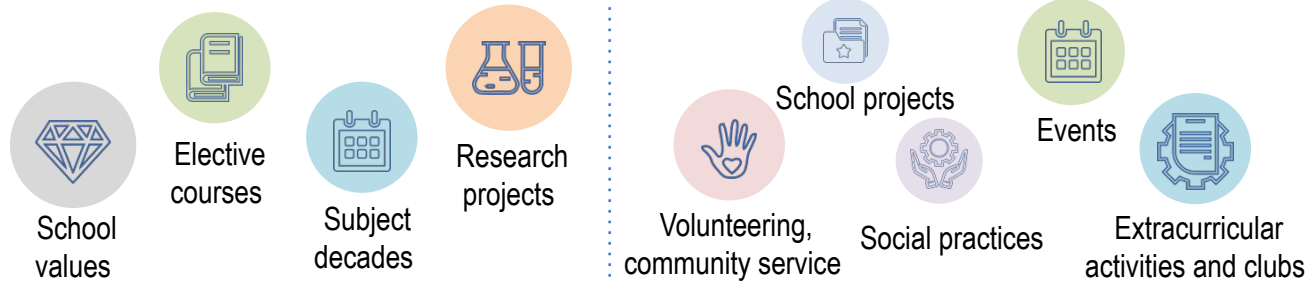 School
values
Elective
courses
Subject
decades
Research
projects
School projects
Volunteering,
community service
Social practices
Events
Extracurricular
activities and clubs